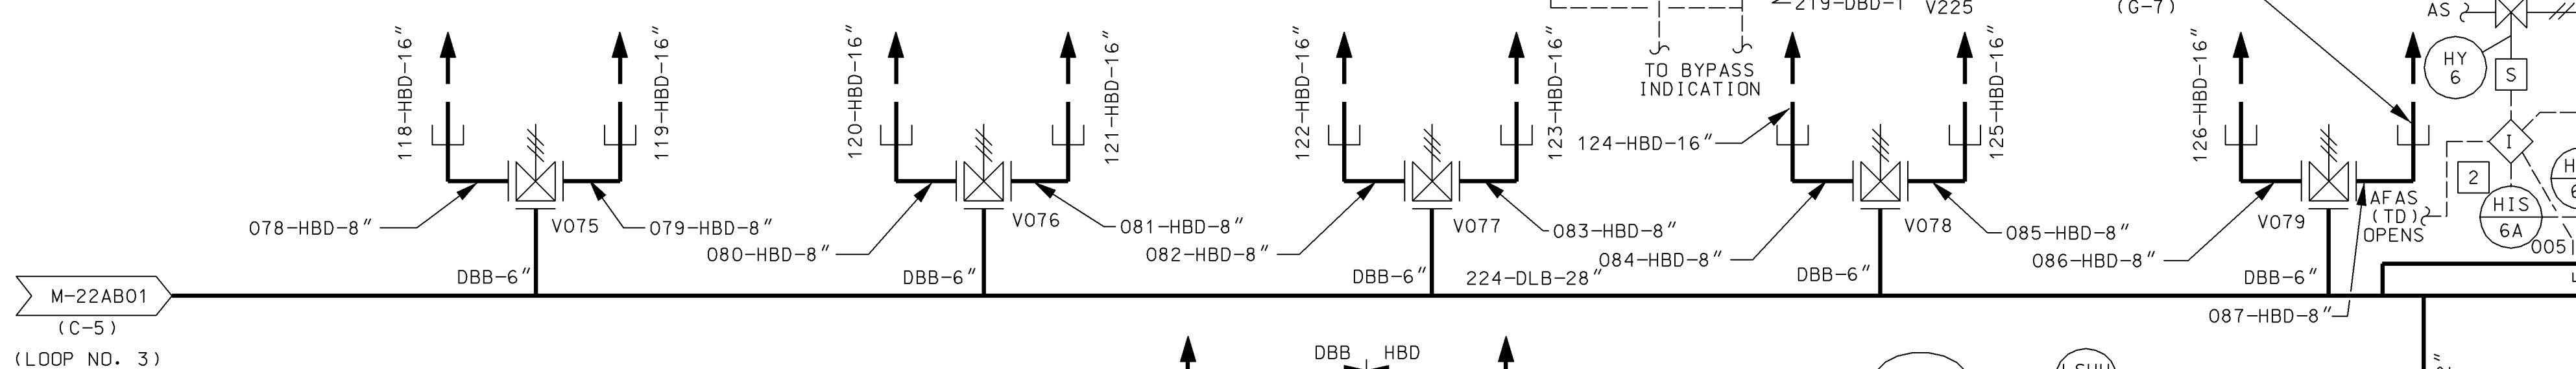 219-DBD-1
V225
(G-7)
AS
118-HBD-16"
119-HBD-16"
120-HBD-16"
121-HBD-16"
122-HBD-16"
123-HBD-16"
TO BYPASS
INDICATION
125-HBD-16"
126-HBD-16"
HY
6
S
124-HBD-16"
I
2
HIS
6A
AFAS
(TD)
OPENS
005
078-HBD-8"
V075
079-HBD-8"
080-HBD-8"
V076
081-HBD-8"
082-HBD-8"
V077
083-HBD-8"
084-HBD-8"
V078
085-HBD-8"
086-HBD-8"
V079
DBB-6"
DBB-6"
DBB-6"
224-DLB-28"
DBB-6"
DBB-6"
087-HBD-8"
M-22AB01
(C-5)
(LOOP NO. 3)
DBB
HBD